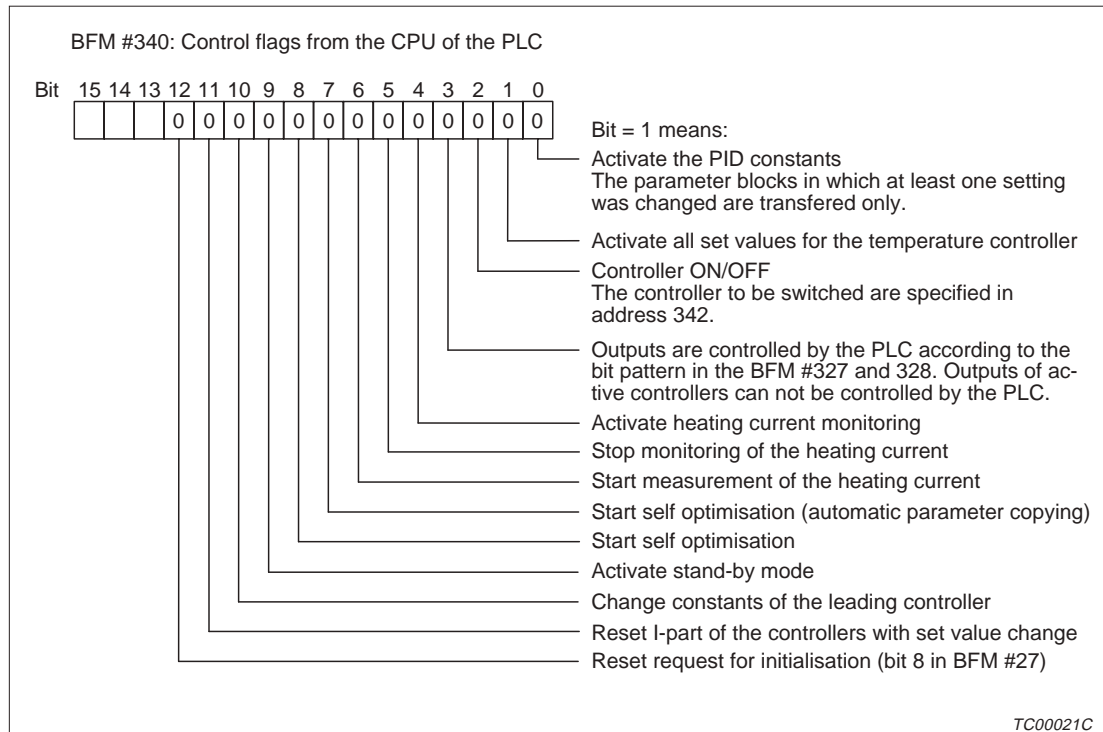 BFM #340: Control flags from the CPU of the PLC
Bit 15 14 13 12 11 10 9 8 7 6 5 4 3 2 1 0
0 0 0 0 0 0 0 0 0 0 0 0 0
Bit = 1 means:
Activate the PID constants
The parameter blocks in which at least one setting
was changed are transfered only.
Activate all set values for the temperature controller
Controller ON/OFF
The controller to be switched are specified in
address 342.
Outputs are controlled by the PLC according to the
bit pattern in the BFM #327 and 328. Outputs of ac-
tive controllers can not be controlled by the PLC.
Activate heating current monitoring
Stop monitoring of the heating current
Start measurement of the heating current
Start self optimisation (automatic parameter copying)
Start self optimisation
Activate stand-by mode
Change constants of the leading controller
Reset I-part of the controllers with set value change
Reset request for initialisation (bit 8 in BFM #27)
TC00021C